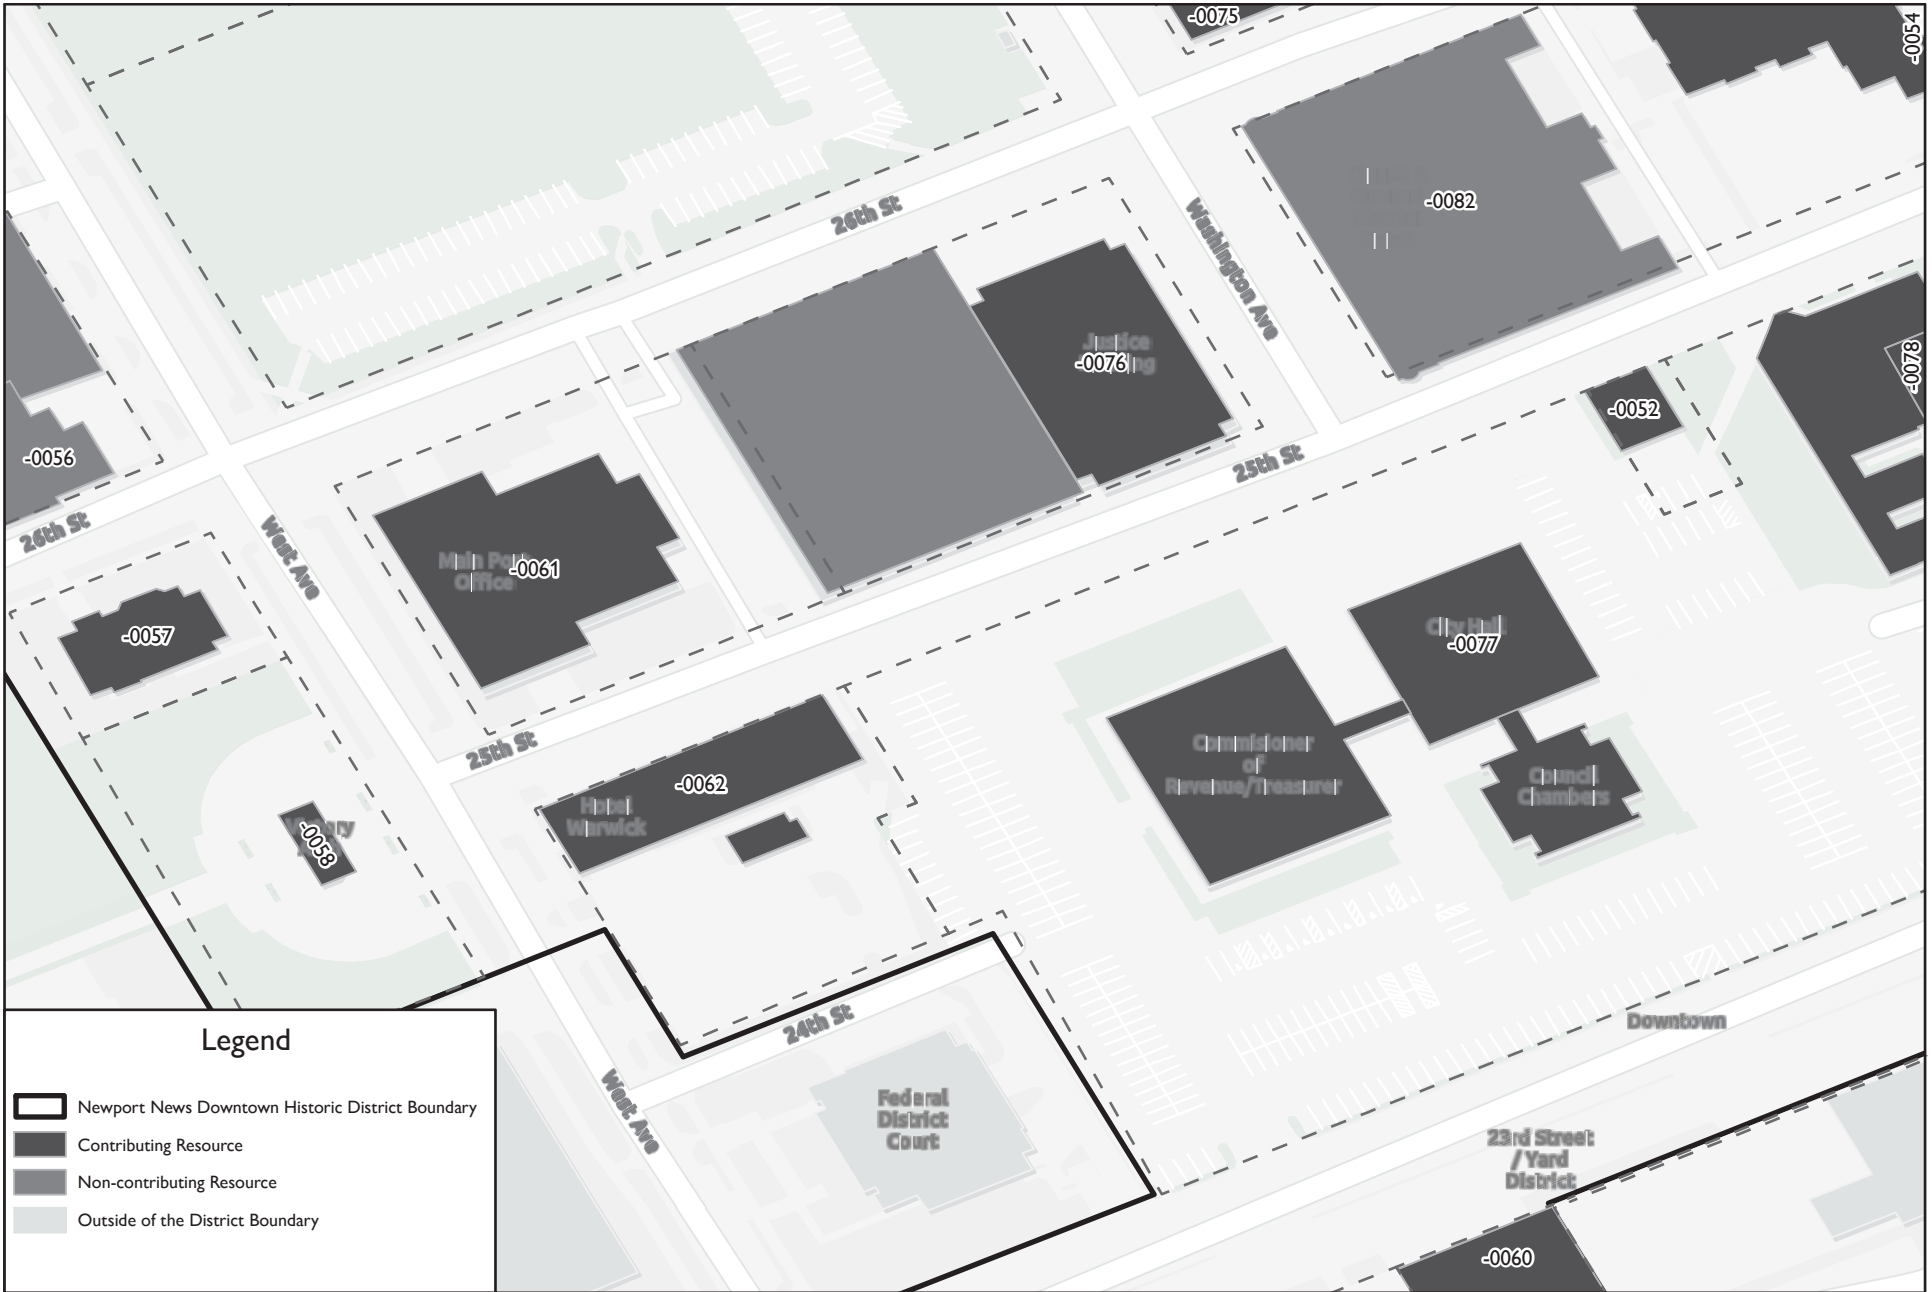 -0075
-0054
-0082
26th St
Washington Ave
Justice
-0076
-0078
-0052
25th St
-0056
26th St
West Ave
Main Post
Office
-0061
-0057
City Hall
-0077
25th St
Commisioner
of
Revenue/Treasurer
Council
Chambers
-0062
Hotel
Warwick
-0058
24th St
Downtown
West Ave
Federal
District
Court
23rd Street
/ Yard
District
-0060
Legend
Newport News Downtown Historic District Boundary
Contributing Resource
Non-contributing Resource
Outside of the District Boundary